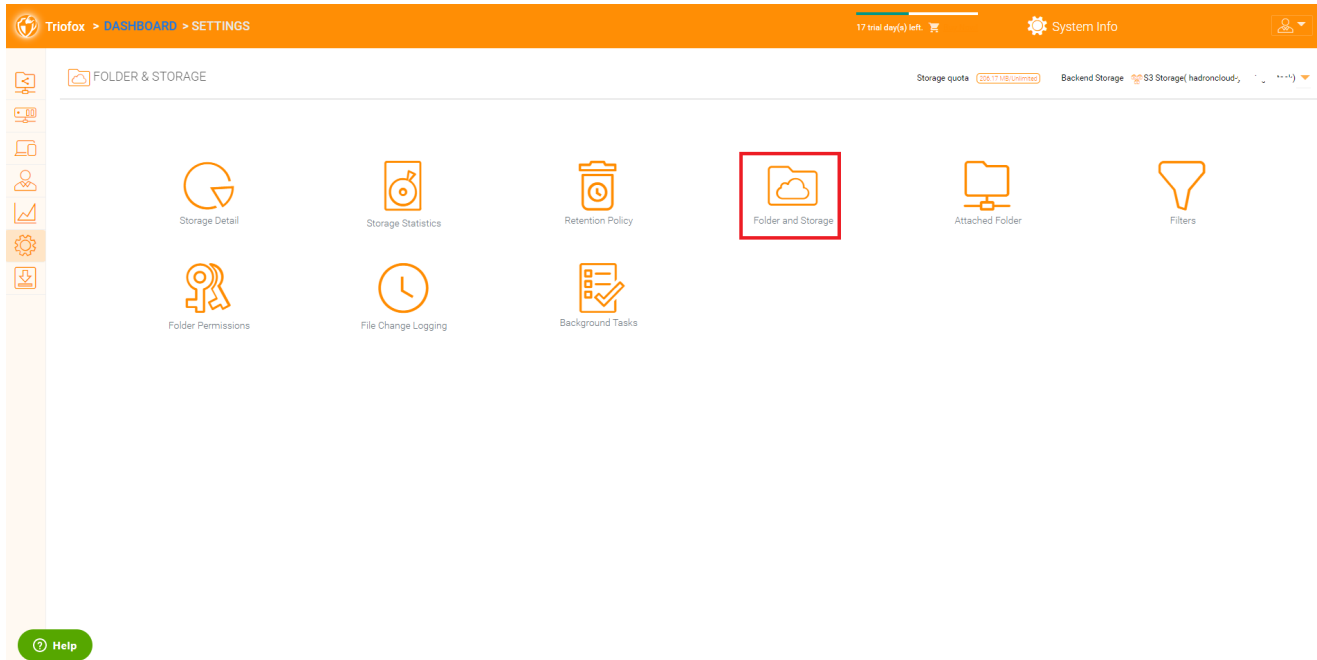 Triofox > DASHBOARD > SETTINGS
17 trial day(s) left.
System Info
FOLDER & STORAGE
Storage quota 206.17 MB/Unlimited Backend Storage S3 Storage( hadroncloud-
Storage Detail
Storage Statistics
Retention Policy
Folder and Storage
Attached Folder
Filters
Folder Permissions
File Change Logging
Background Tasks
? Help